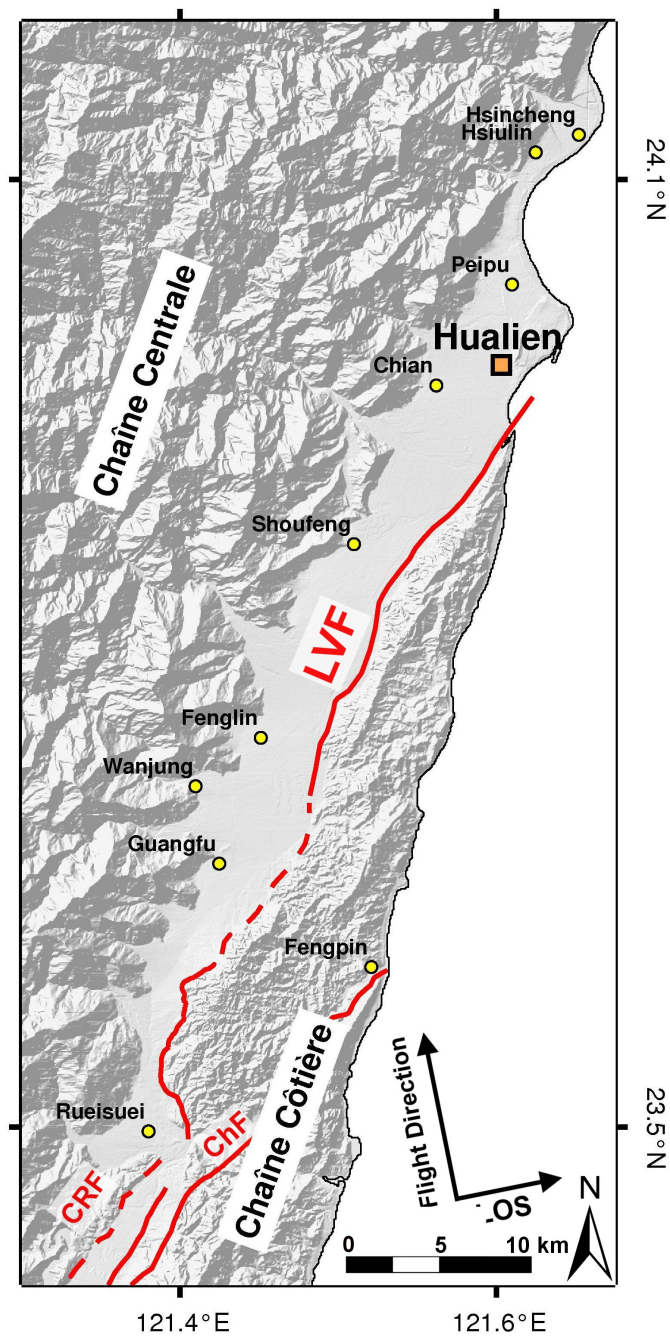 Hsincheng
Hsiulin
24.1°N
Peipu
Chaîne Centrale
Hualien
Chian
Shoufeng
LVF
Fenglin
Wanjung
Guangfu
Fengpin
Chaîne Côtière
Flight Direction
Rueisuei
ChF
23.5°N
CRF
N
0 5 10 km
121.4°E 121.6°E